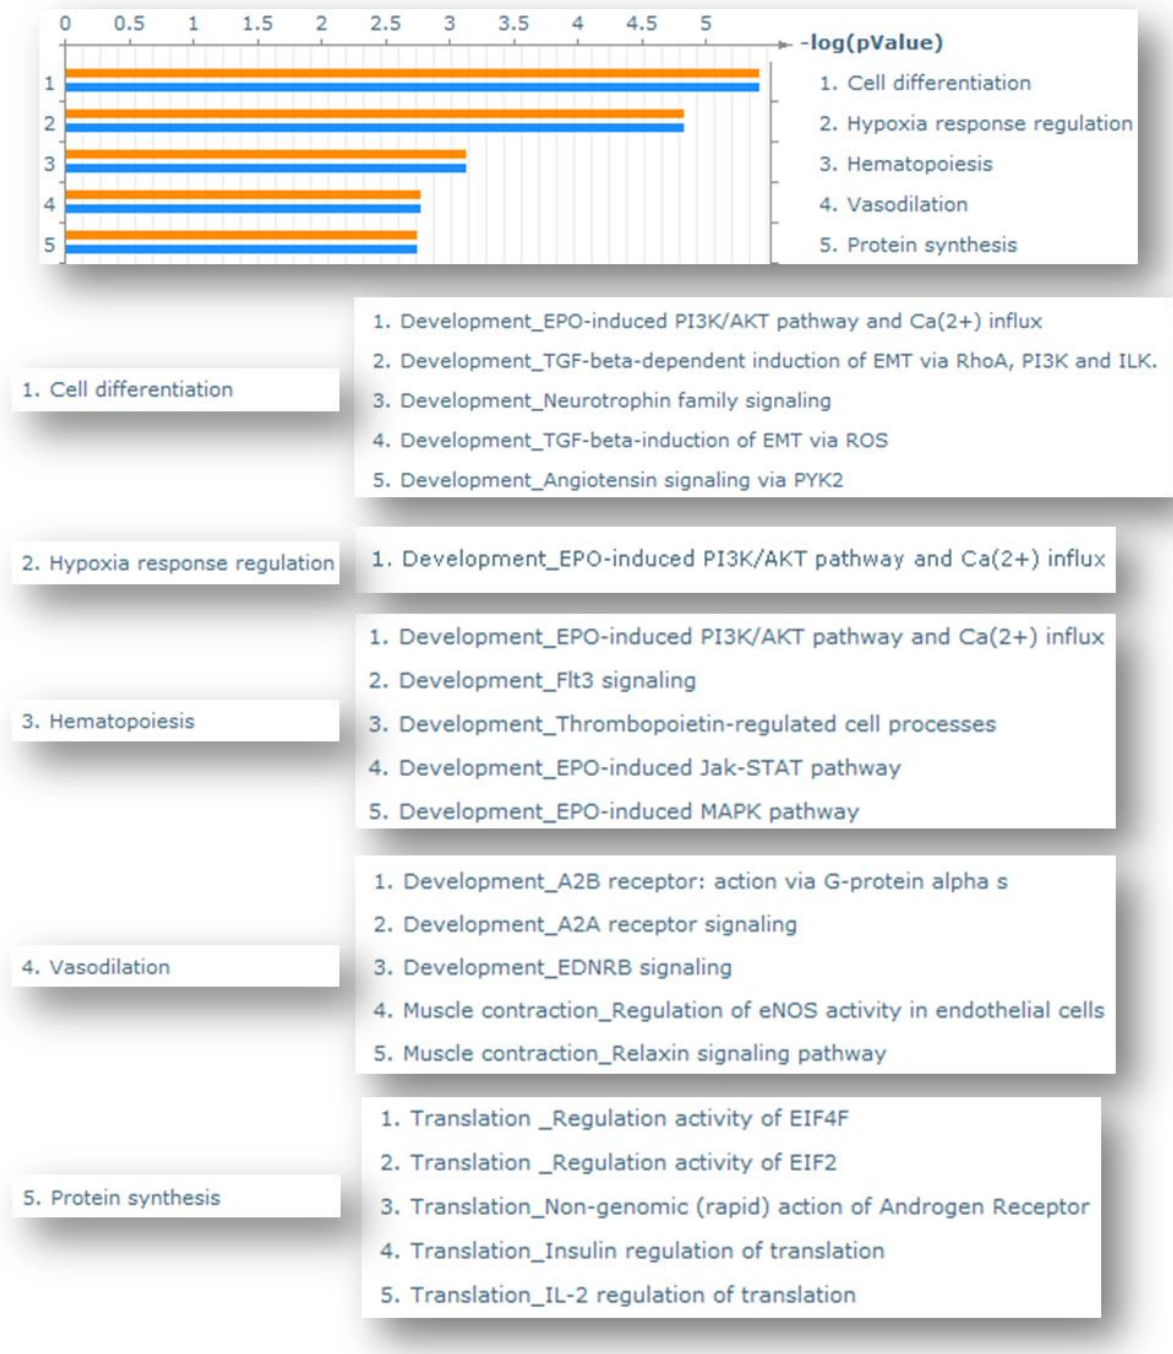 0 0.5 1 1.5 2 2.5 3 3.5 4 4.5 5
-log(pValue)
1 1. Cell differentiation
2 2. Hypoxia response regulation
3 3. Hematopoiesis
4 4. Vasodilation
5 5. Protein synthesis
1. Cell differentiation
1. Development_EPO-induced PI3K/AKT pathway and Ca(2+) influx
2. Development_TGF-beta-dependent induction of EMT via RhoA, PI3K and ILK.
3. Development_Neurotrophin family signaling
4. Development_TGF-beta-induction of EMT via ROS
5. Development_Angiotensin signaling via PYK2
2. Hypoxia response regulation
1. Development_EPO-induced PI3K/AKT pathway and Ca(2+) influx
3. Hematopoiesis
1. Development_EPO-induced PI3K/AKT pathway and Ca(2+) influx
2. Development_Flt3 signaling
3. Development_Thrombopoietin-regulated cell processes
4. Development_EPO-induced Jak-STAT pathway
5. Development_EPO-induced MAPK pathway
4. Vasodilation
1. Development_A2B receptor: action via G-protein alpha s
2. Development_A2A receptor signaling
3. Development_EDNRB signaling
4. Muscle contraction_Regulation of eNOS activity in endothelial cells
5. Muscle contraction_Relaxin signaling pathway
5. Protein synthesis
1. Translation _Regulation activity of EIF4F
2. Translation _Regulation activity of EIF2
3. Translation_Non-genomic (rapid) action of Androgen Receptor
4. Translation_Insulin regulation of translation
5. Translation_IL-2 regulation of translation